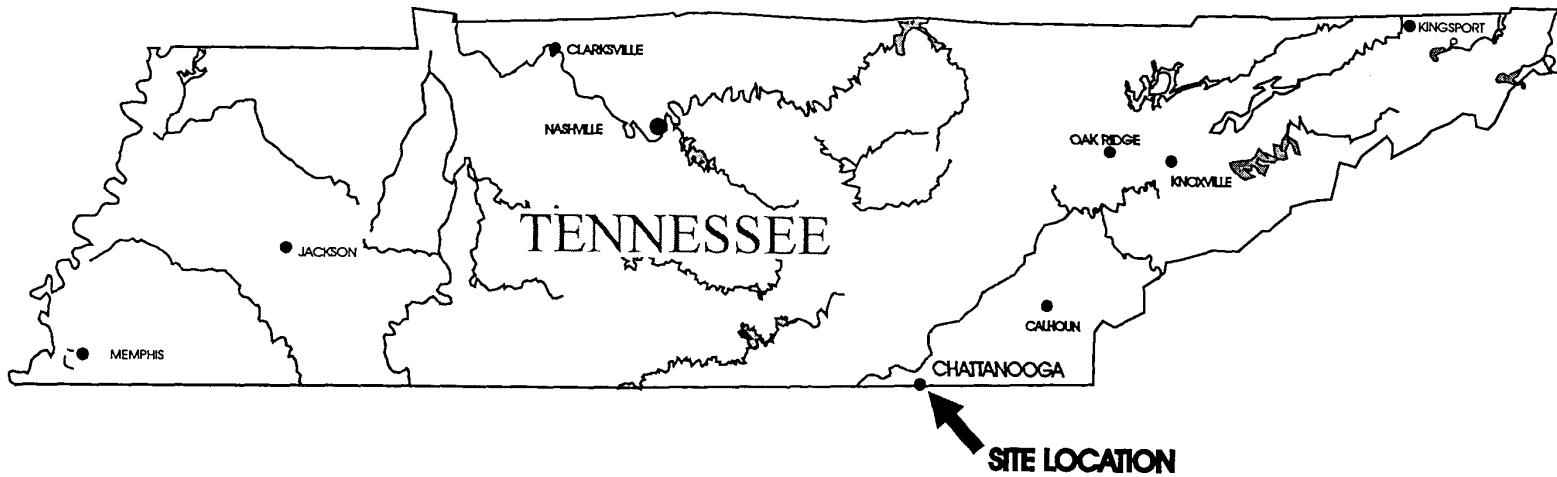 CLARKSVILLE
KINGSPORT
NASHVILLE
OAK RIDGE
KNOXVILLE
TENNESSEE
JACKSON
CALHOUN
MEMPHIS
CHATTANOOGA
SITE LOCATION